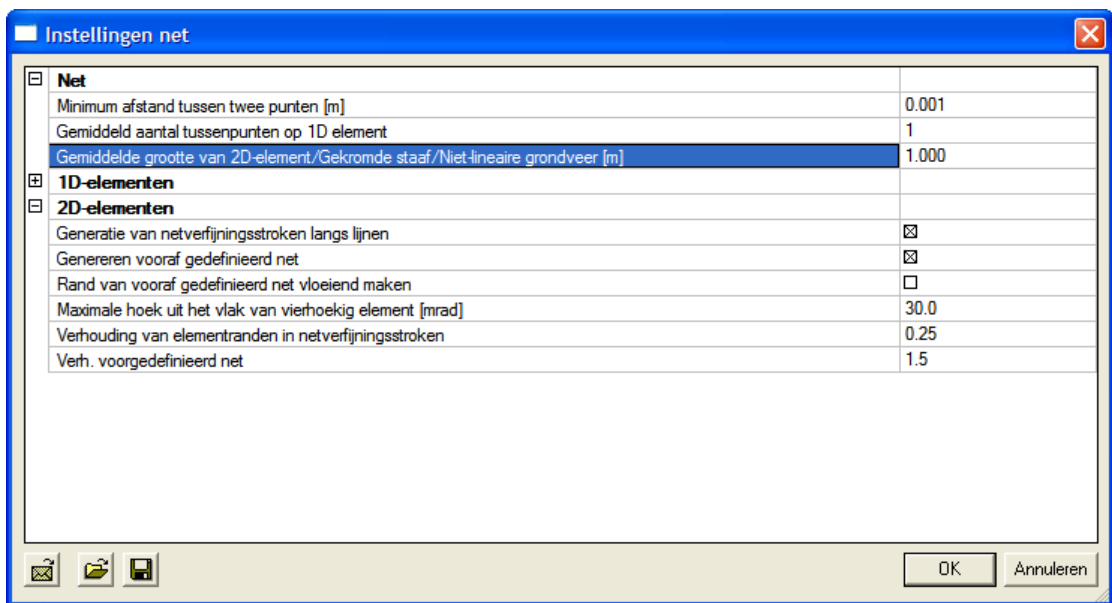 Instellingen net
Net
Minimum afstand tussen twee punten [m] 0.001
Gemiddeld aantal tussenpunten op 1D element 1
Gemiddelde grootte van 2D-element/Gekromde staaf/Niet-lineaire grondveer [m] 1.000
1D-elementen
2D-elementen
Generatie van netverfijningsstroken langs lijnen
Genereren vooraf gedefinieerd net
Rand van vooraf gedefinieerd net vloeiend maken
Maximale hoek uit het vlak van vierhoekig element [mrad] 30.0
Verhouding van elementranden in netverfijningsstroken 0.25
Verh. voorgedefinieerd net 1.5
OK Annuleren